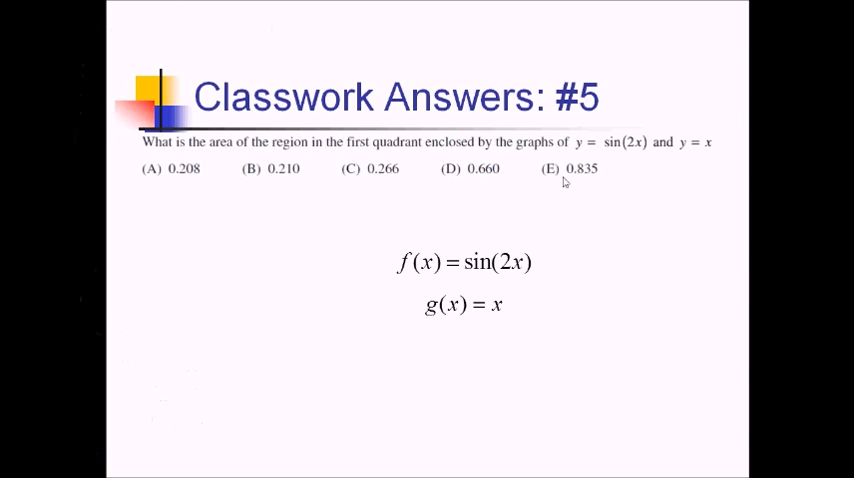 Classwork Answers: #5
What is the area of the region in the first quadrant enclosed by the graphs of y = sin(2x) and y = x
(A) 0.208 (B) 0.210 (C) 0.266 (D) 0.660 (E) 0.835
f(x) = sin(2x)
g(x) = x